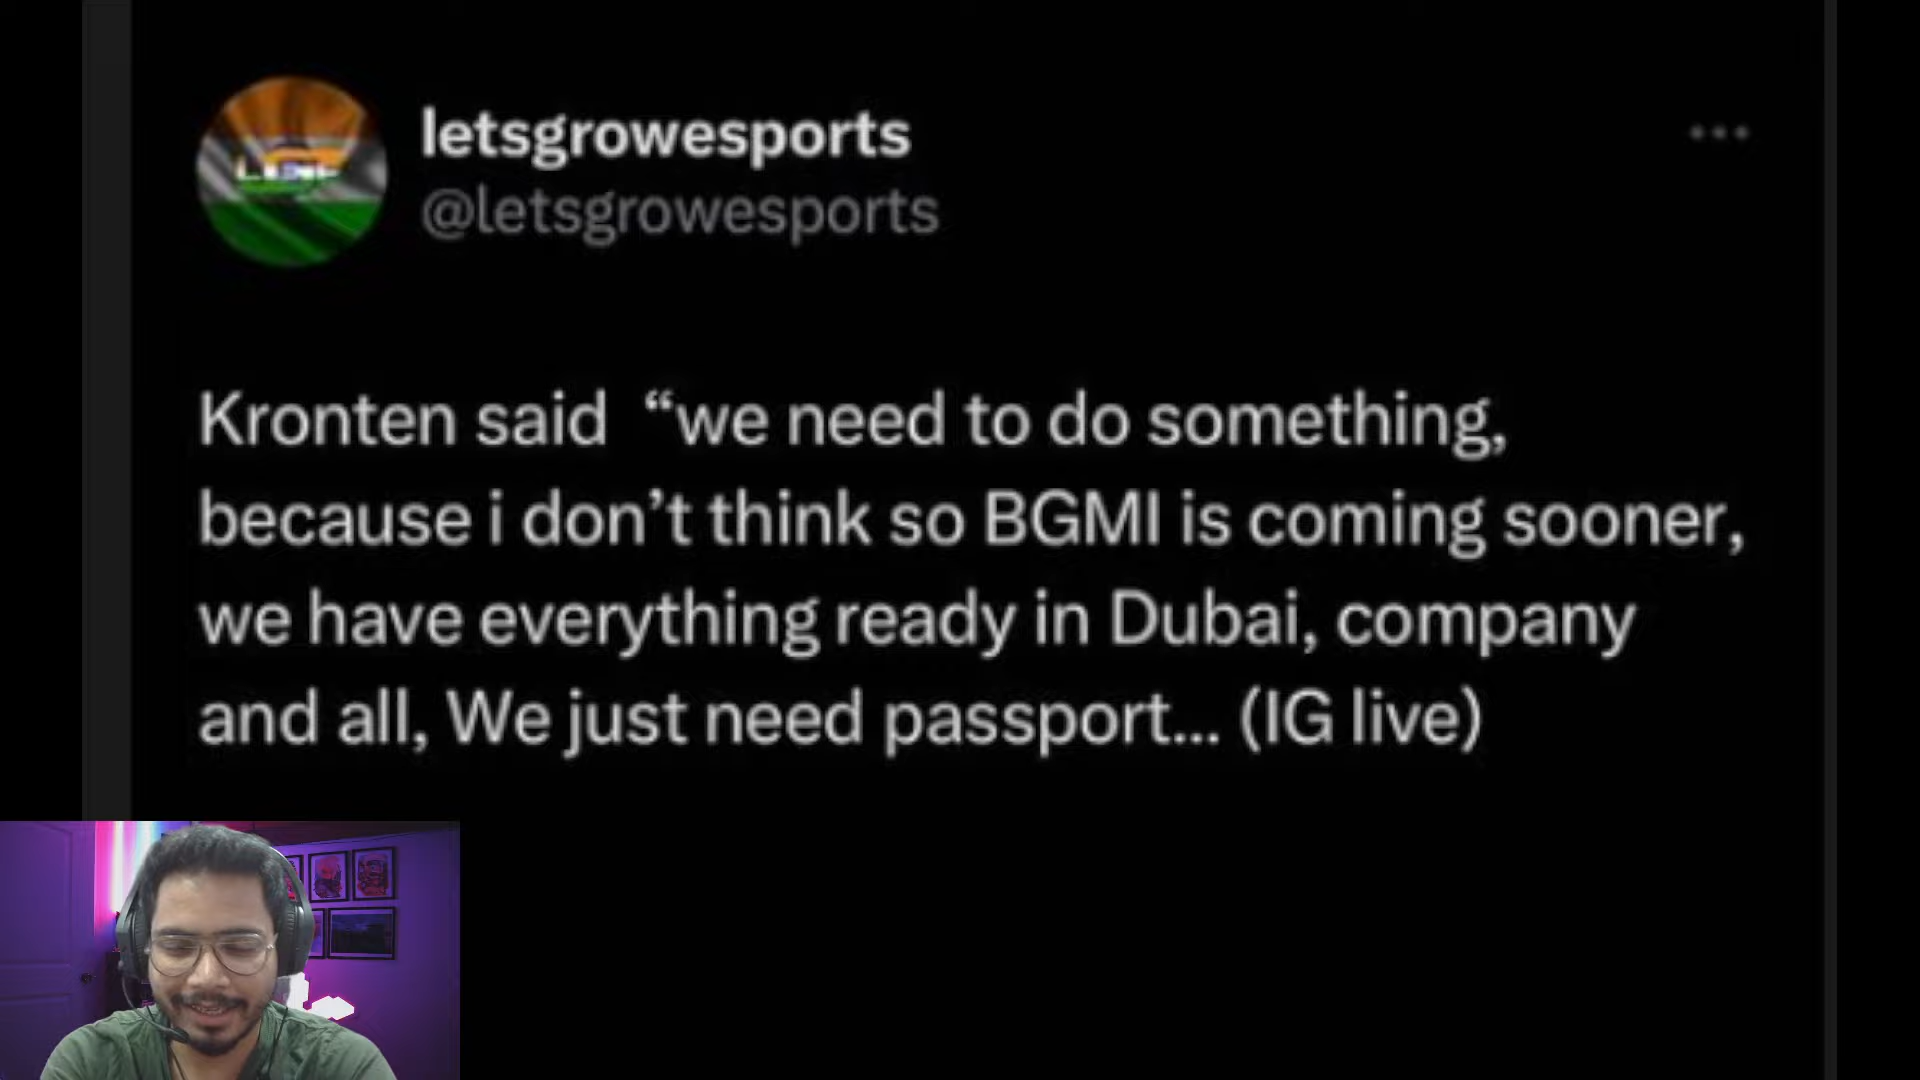 letsgrowesports
@letsgrowesports
Kronten said “we need to do something,
because i don’t think so BGMI is coming sooner,
we have everything ready in Dubai, company
and all, We just need passport... (IG live)